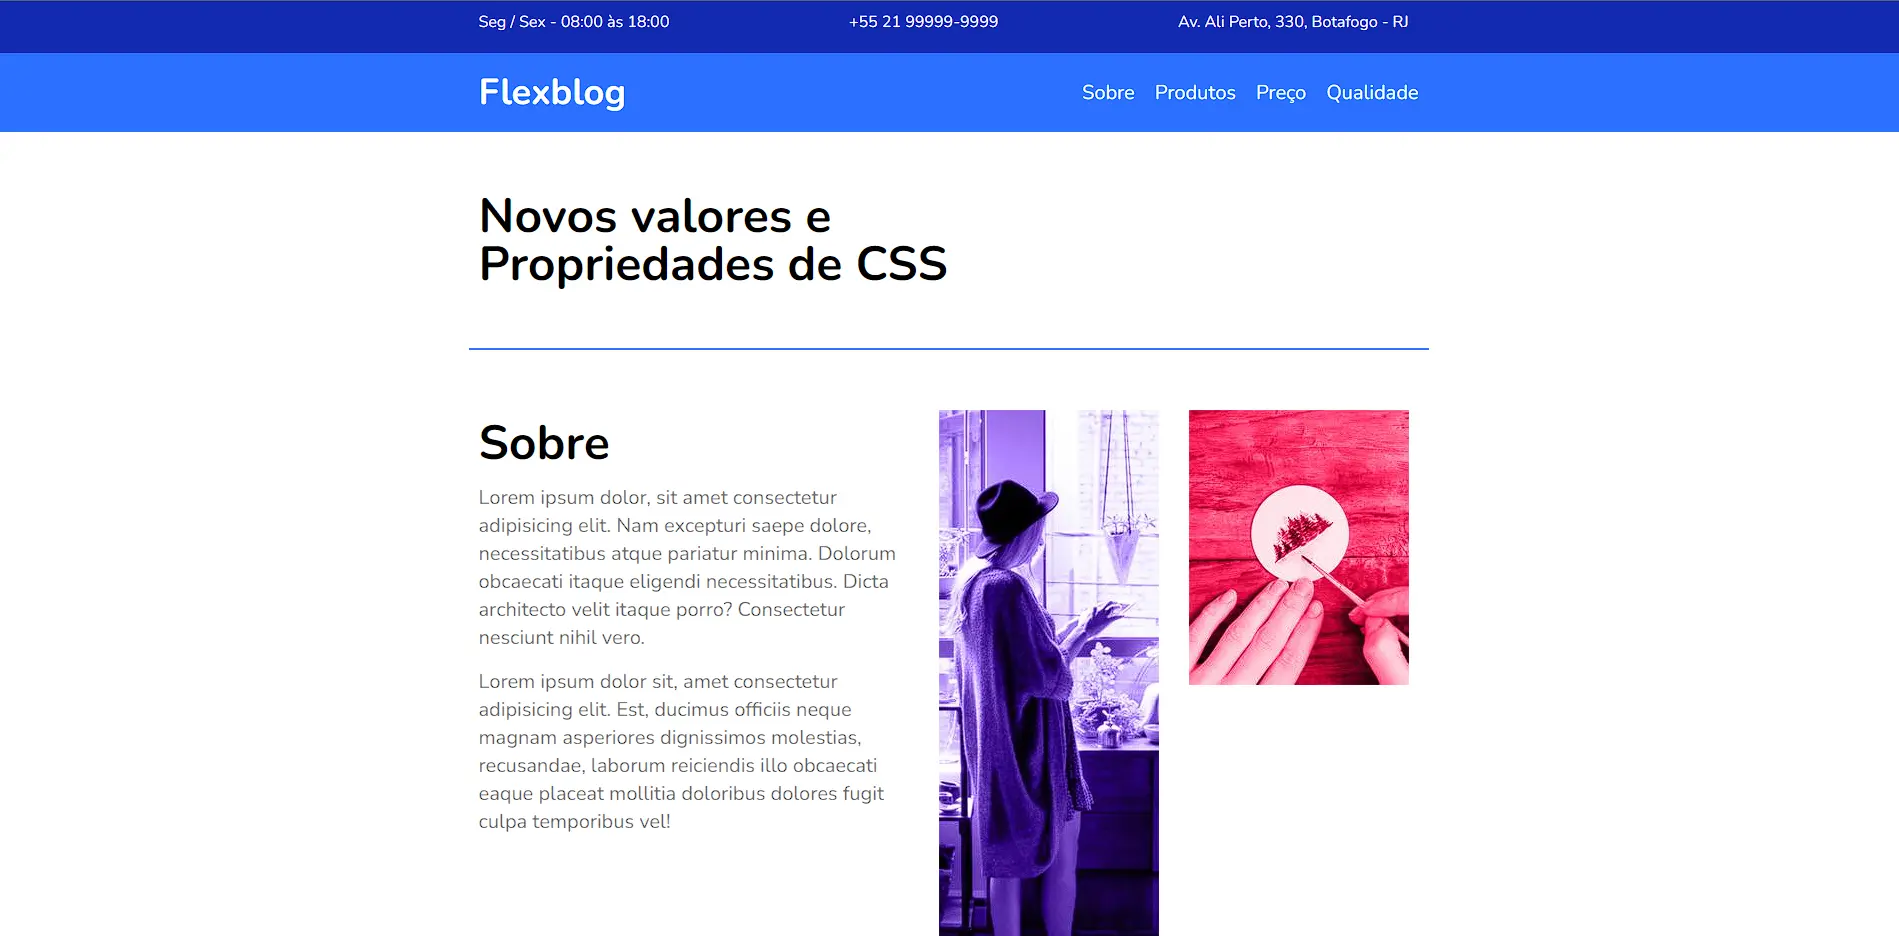 Seg / Sex - 08:00 às 18:00
+55 21 99999-9999
Av. Ali Perto, 330, Botafogo - RJ
Flexblog
Sobre
Produtos
Preço
Qualidade
Novos valores e
Propriedades de CSS
Sobre
Lorem ipsum dolor, sit amet consectetur
adipisicing elit. Nam excepturi saepe dolore,
necessitatibus atque pariatur minima. Dolorum
obcaecati itaque eligendi necessitatibus. Dicta
architecto velit itaque porro? Consectetur
nesciunt nihil vero.
Lorem ipsum dolor sit, amet consectetur
adipisicing elit. Est, ducimus officiis neque
magnam asperiores dignissimos molestias,
recusandae, laborum reiciendis illo obcaecati
eaque placeat mollitia doloribus dolores fugit
culpa temporibus vel!